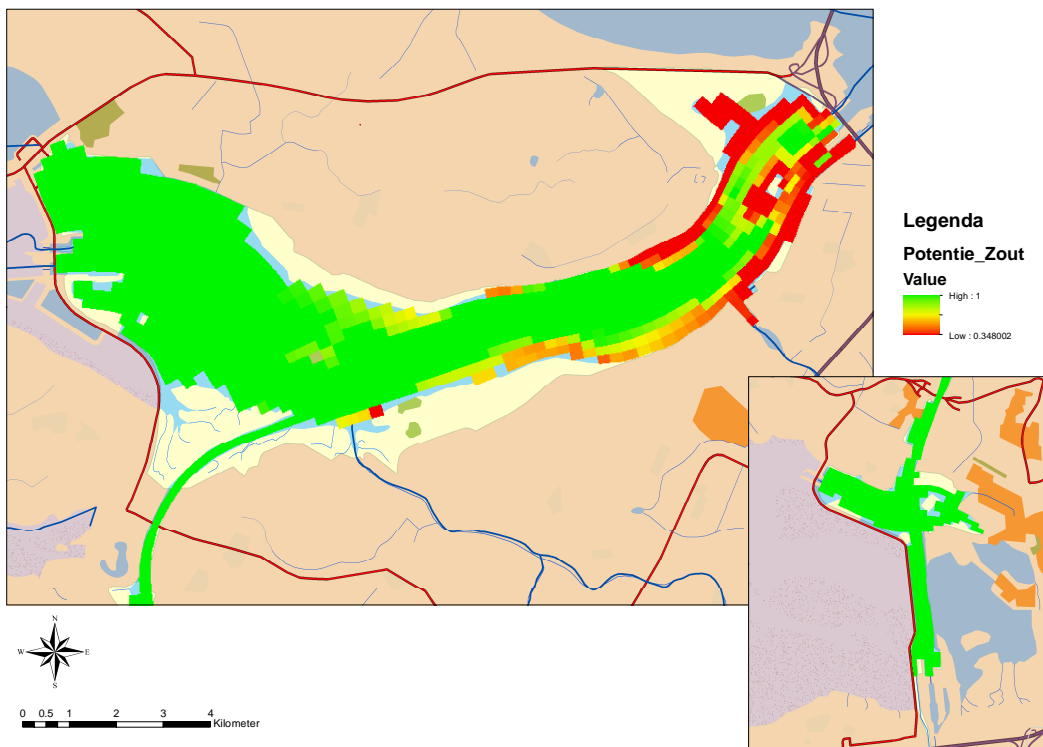 Legenda
Potentie_Zout
Value
High : 1
Low : 0.348002
N
W E
S
0 0.5 1 2 3 4
Kilometer